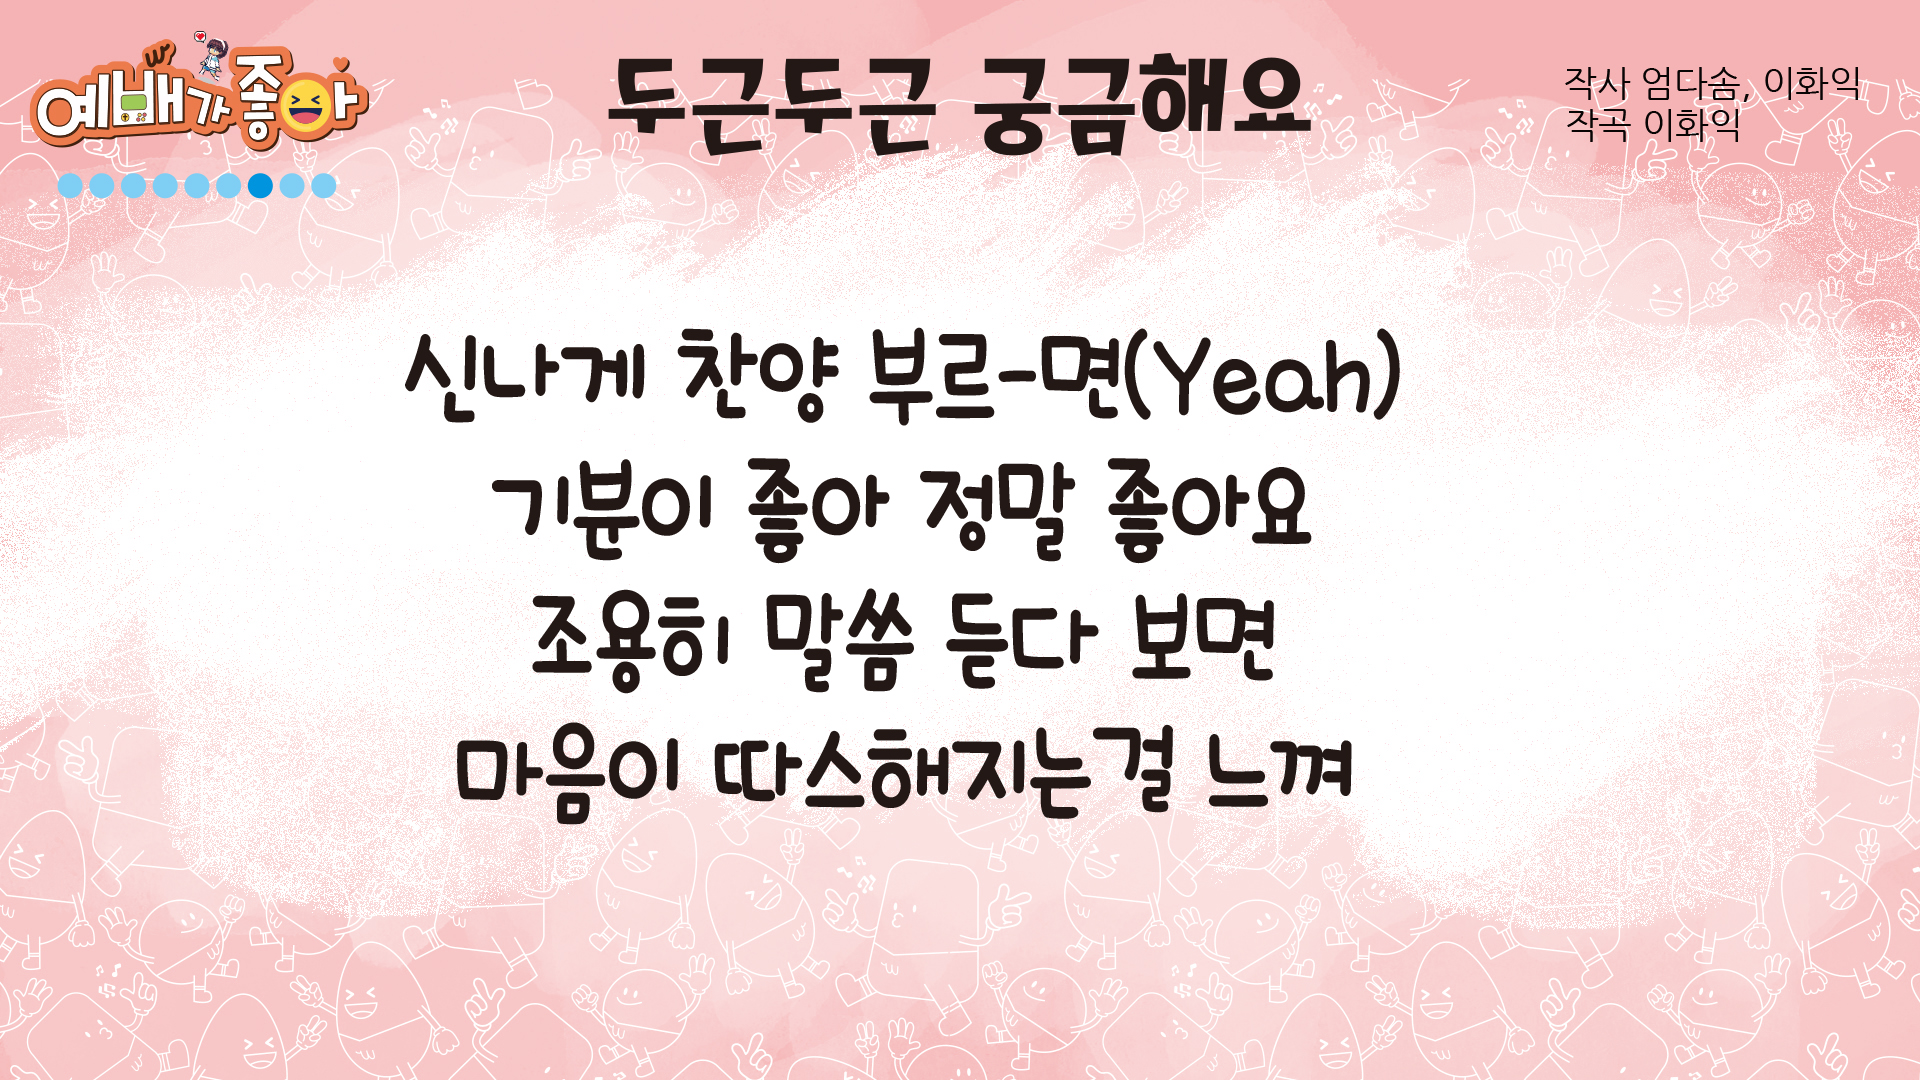 예배가 좋아
두근두근 궁금해요
작사 엄다솜, 이화익
작곡 이화익
신나게 찬양 부르-면(Yeah)
기분이 좋아 정말 좋아요
조용히 말씀 듣다 보면
마음이 따스해지는걸 느껴